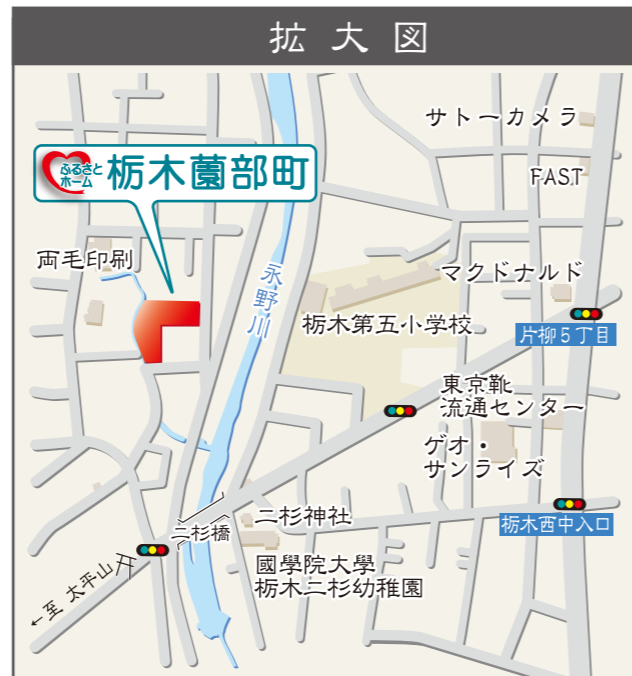 拡大図
サトーカメラ
FAST
ふるさと
ホーム
栃木薗部町
両毛印刷
永野川
マクドナルド
栃木第五小学校
片柳5丁目
東京靴
流通センター
ゲオ・
サンライズ
栃木西中入口
二杉神社
二杉橋
國學院大學
栃木二杉幼稚園
←至 太平山